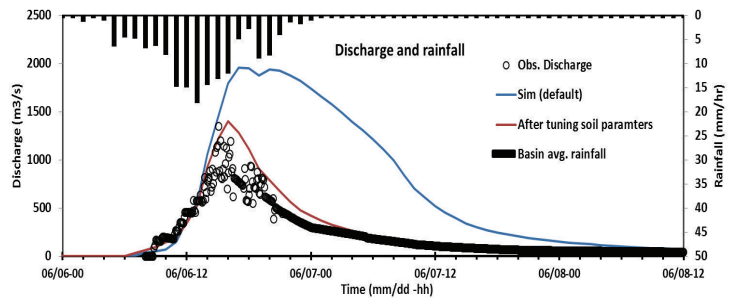 Discharge and rainfall
Discharge (m3/s)
2500
2000
1500
1000
500
0
Rainfall (mm/hr)
0
5
10
15
20
25
30
35
40
45
50
Obs. Discharge
Sim (default)
After tuning soil paramters
Basin avg. rainfall
06/06-00
06/06-12
06/07-00
06/07-12
06/08-00
06/08-12
Time (mm/dd -hh)